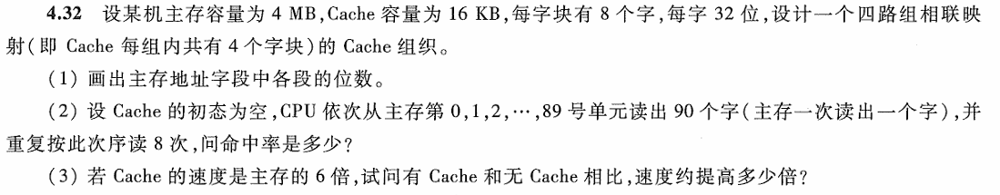 4.32 设某机主存容量为 4 MB,Cache 容量为 16 KB,每字块有 8 个字,每字 32 位,设计一个四路组相联映
射(即 Cache 每组内共有 4 个字块)的 Cache 组织。
(1) 画出主存地址字段中各段的位数。
(2) 设 Cache 的初态为空,CPU 依次从主存第 0,1,2,…,89 号单元读出 90 个字(主存一次读出一个字),并
重复按此次序读 8 次,问命中率是多少?
(3) 若 Cache 的速度是主存的 6 倍,试问有 Cache 和无 Cache 相比,速度约提高多少倍?